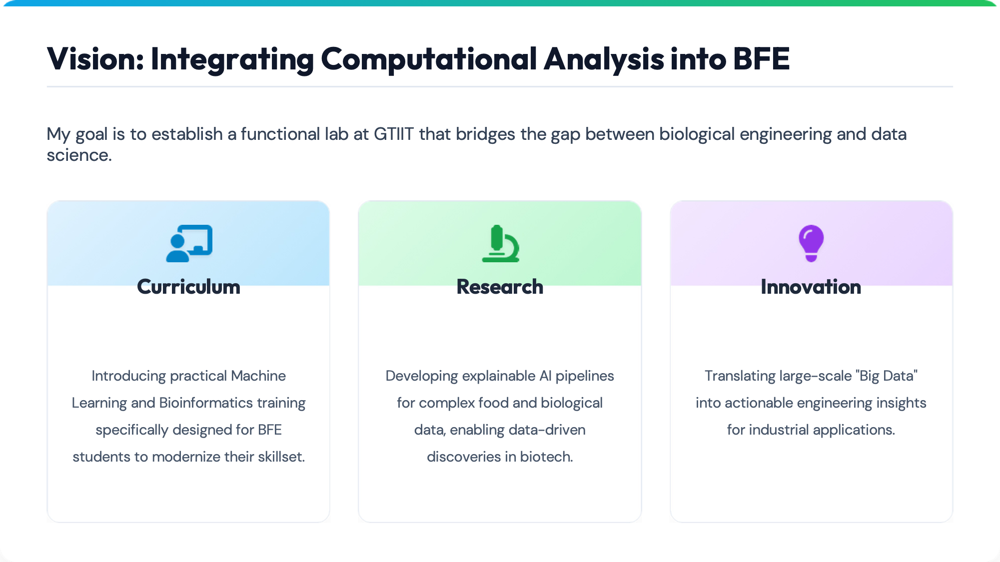 Vision: Integrating Computational Analysis into BFE
My goal is to establish a functional lab at GTIIT that bridges the gap between biological engineering and data
science.
Curriculum
Introducing practical Machine
Learning and Bioinformatics training
specifically designed for BFE
students to modernize their skillset.
Research
Developing explainable AI pipelines
for complex food and biological
data, enabling data-driven
discoveries in biotech.
Innovation
Translating large-scale "Big Data"
into actionable engineering insights
for industrial applications.